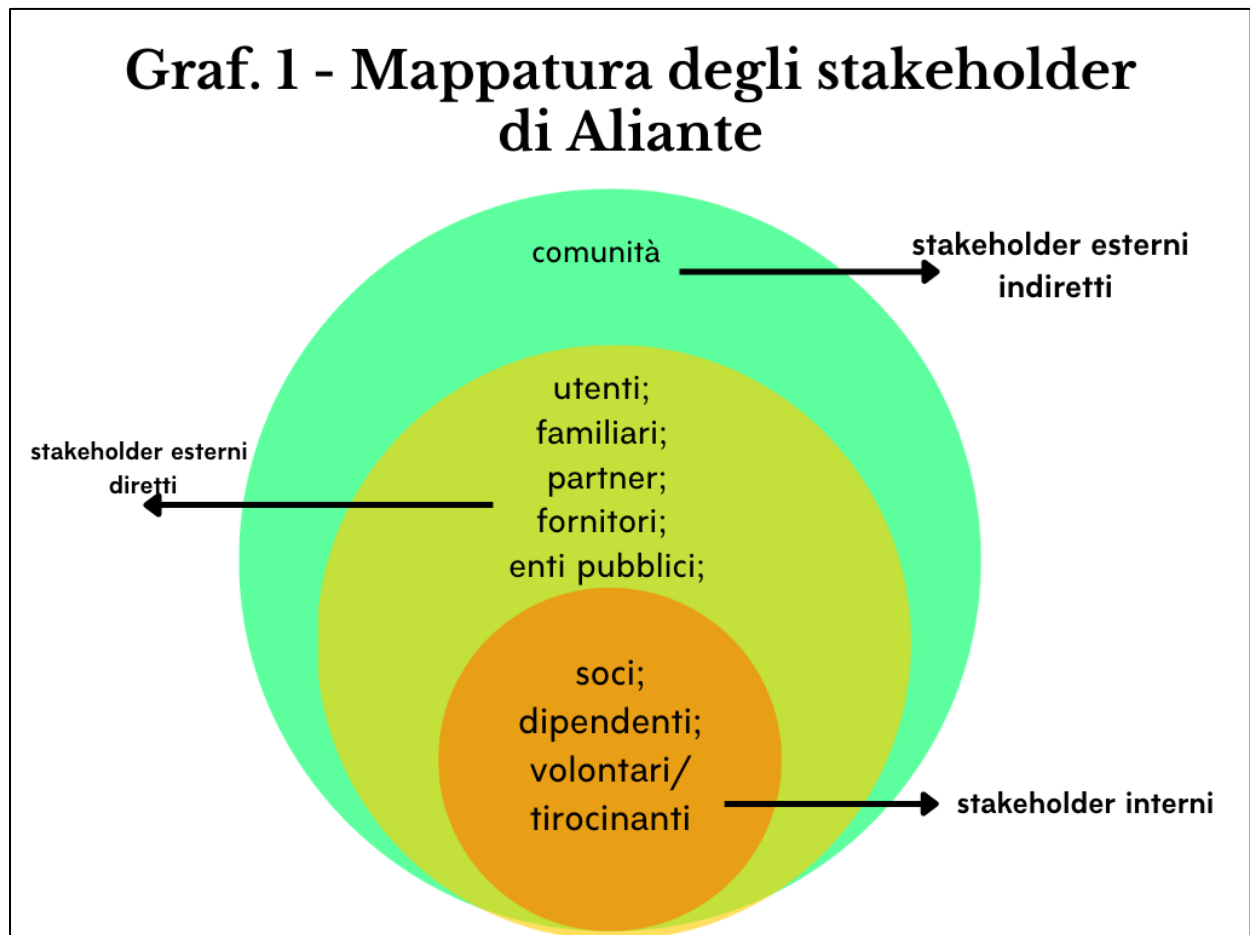 Graf. 1 - Mappatura degli stakeholder
di Aliante
comunità
stakeholder esterni
indiretti
utenti;
familiari;
partner;
fornitori;
enti pubblici;
stakeholder esterni
diretti
soci;
dipendenti;
volontari/
tirocinanti
stakeholder interni